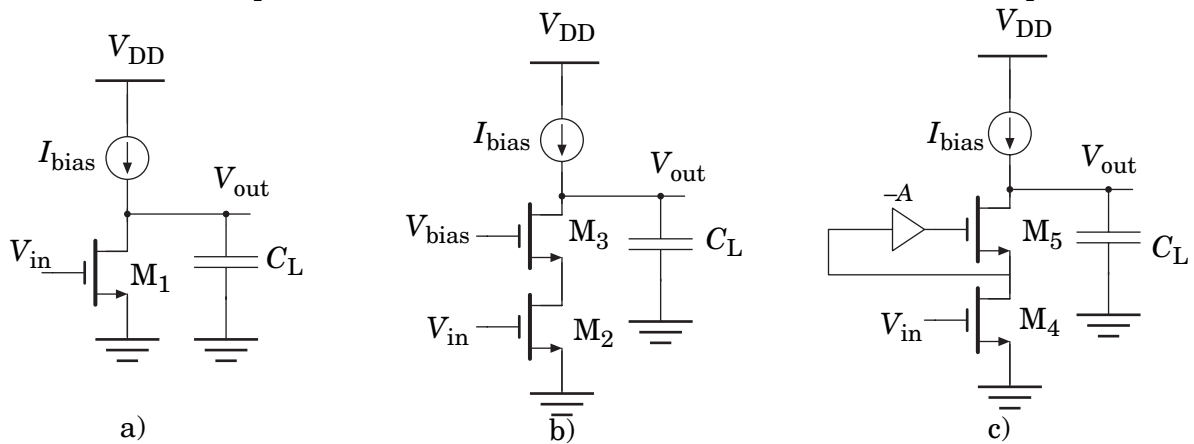 V_DD
I_bias
V_out
V_in
M_1
C_L
a)
V_DD
I_bias
V_out
V_bias
M_3
C_L
V_in
M_2
b)
V_DD
I_bias
V_out
–A
M_5
C_L
V_in
M_4
c)